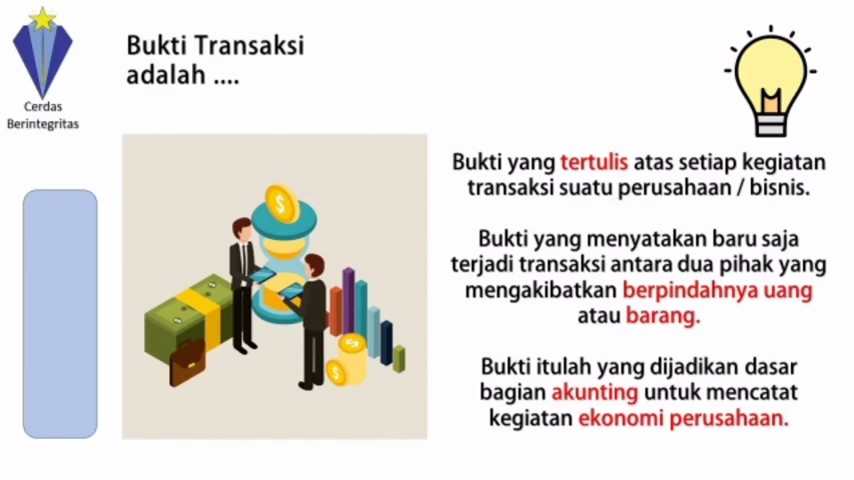 Cerdas
Berintegritas
Bukti Transaksi
adalah ....
Bukti yang tertulis atas setiap kegiatan
transaksi suatu perusahaan / bisnis.
Bukti yang menyatakan baru saja
terjadi transaksi antara dua pihak yang
mengakibatkan berpindahnya uang
atau barang.
Bukti itulah yang dijadikan dasar
bagian akunting untuk mencatat
kegiatan ekonomi perusahaan.